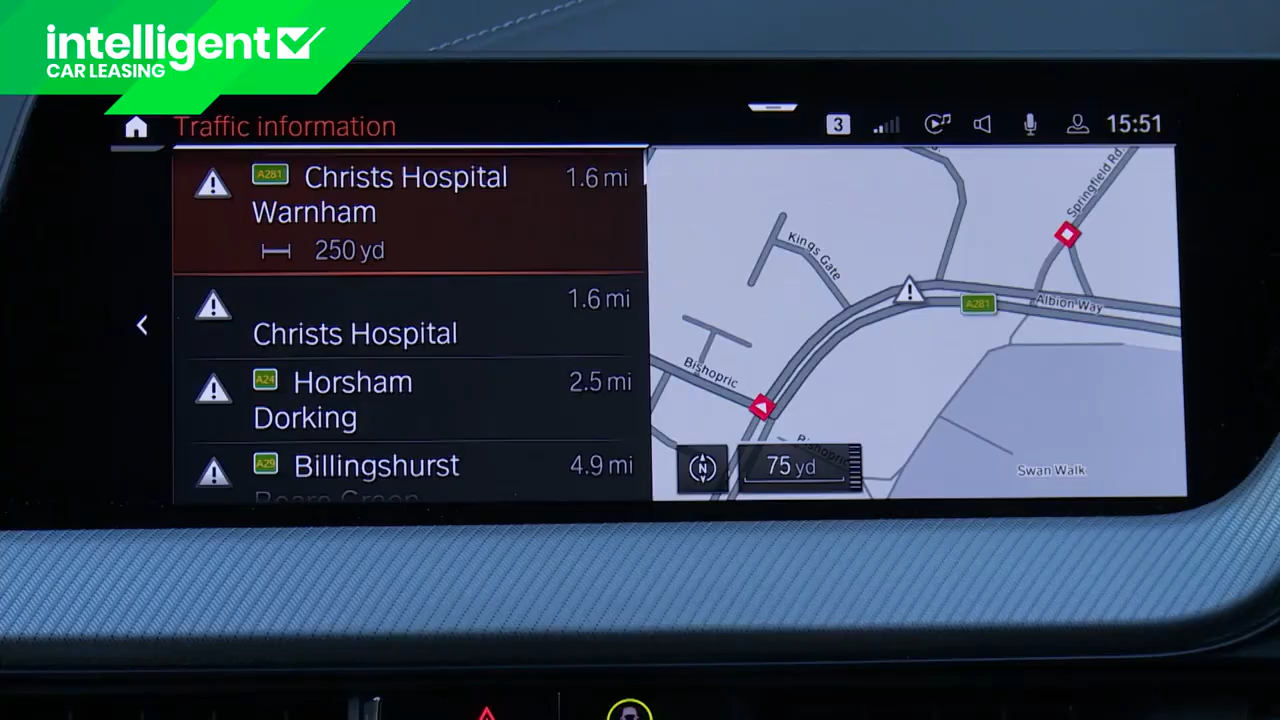 intelligent
CAR LEASING
Traffic information
3
15:51
A281 Christs Hospital 1.6 mi
Warnham
250 yd
1.6 mi
Christs Hospital
A24 Horsham 2.5 mi
Dorking
A29 Billingshurst 4.9 mi
Springfield Rd.
Kings Gate
A281
Albion Way
Bishopric
Bishopric
N
75 yd
Swan Walk